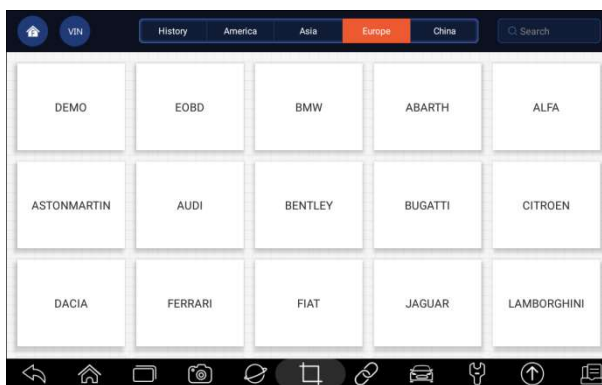 VIN History America Asia Europe China Search
DEMO EOBD BMW ABARTH ALFA
ASTONMARTIN AUDI BENTLEY BUGATTI CITROEN
DACIA FERRARI FIAT JAGUAR LAMBORGHINI